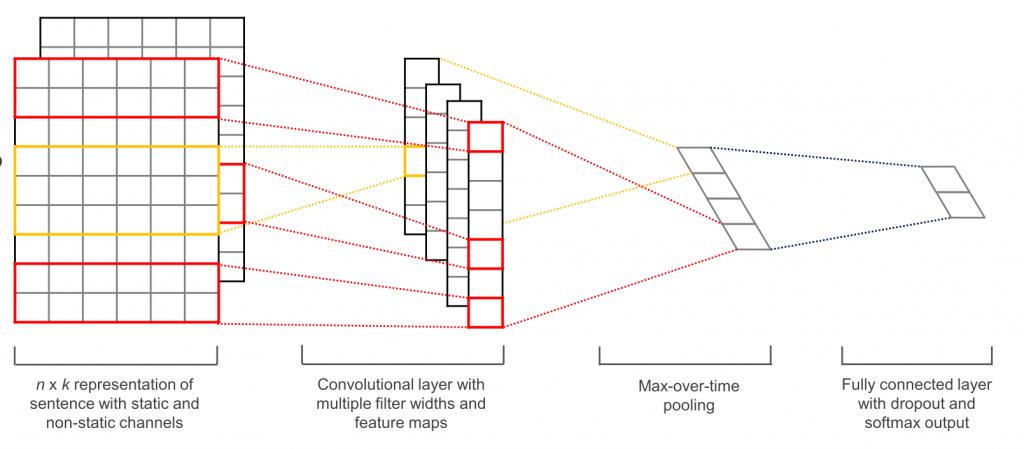 n x k representation of
sentence with static and
non-static channels
Convolutional layer with
multiple filter widths and
feature maps
Max-over-time
pooling
Fully connected layer
with dropout and
softmax output